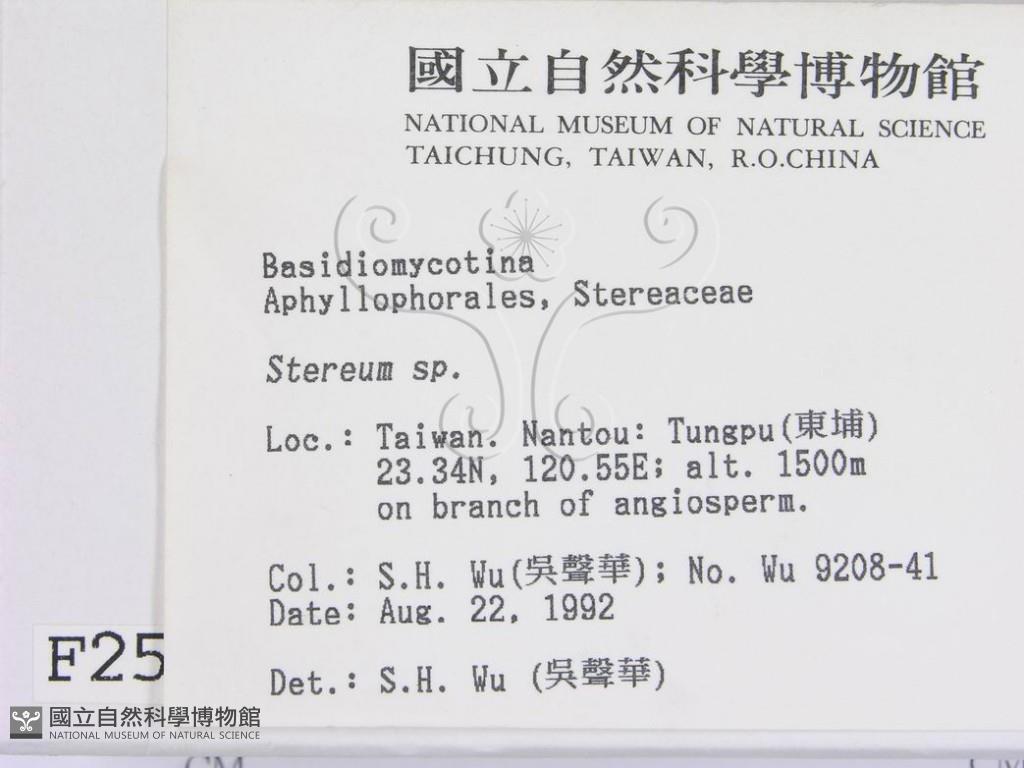 國立自然科學博物館
NATIONAL MUSEUM OF NATURAL SCIENCE
TAICHUNG, TAIWAN, R.O.CHINA
Basidiomycotina
Aphyllophorales, Stereaceae
Stereum sp.
Loc.: Taiwan. Nantou: Tungpu(東埔)
23.34N, 120.55E; alt. 1500m
on branch of angiosperm.
Col.: S.H. Wu(吳聲華); No. Wu 9208-41
Date: Aug. 22, 1992
Det.: S.H. Wu (吳聲華)
F25
國立自然科學博物館
NATIONAL MUSEUM OF NATURAL SCIENCE